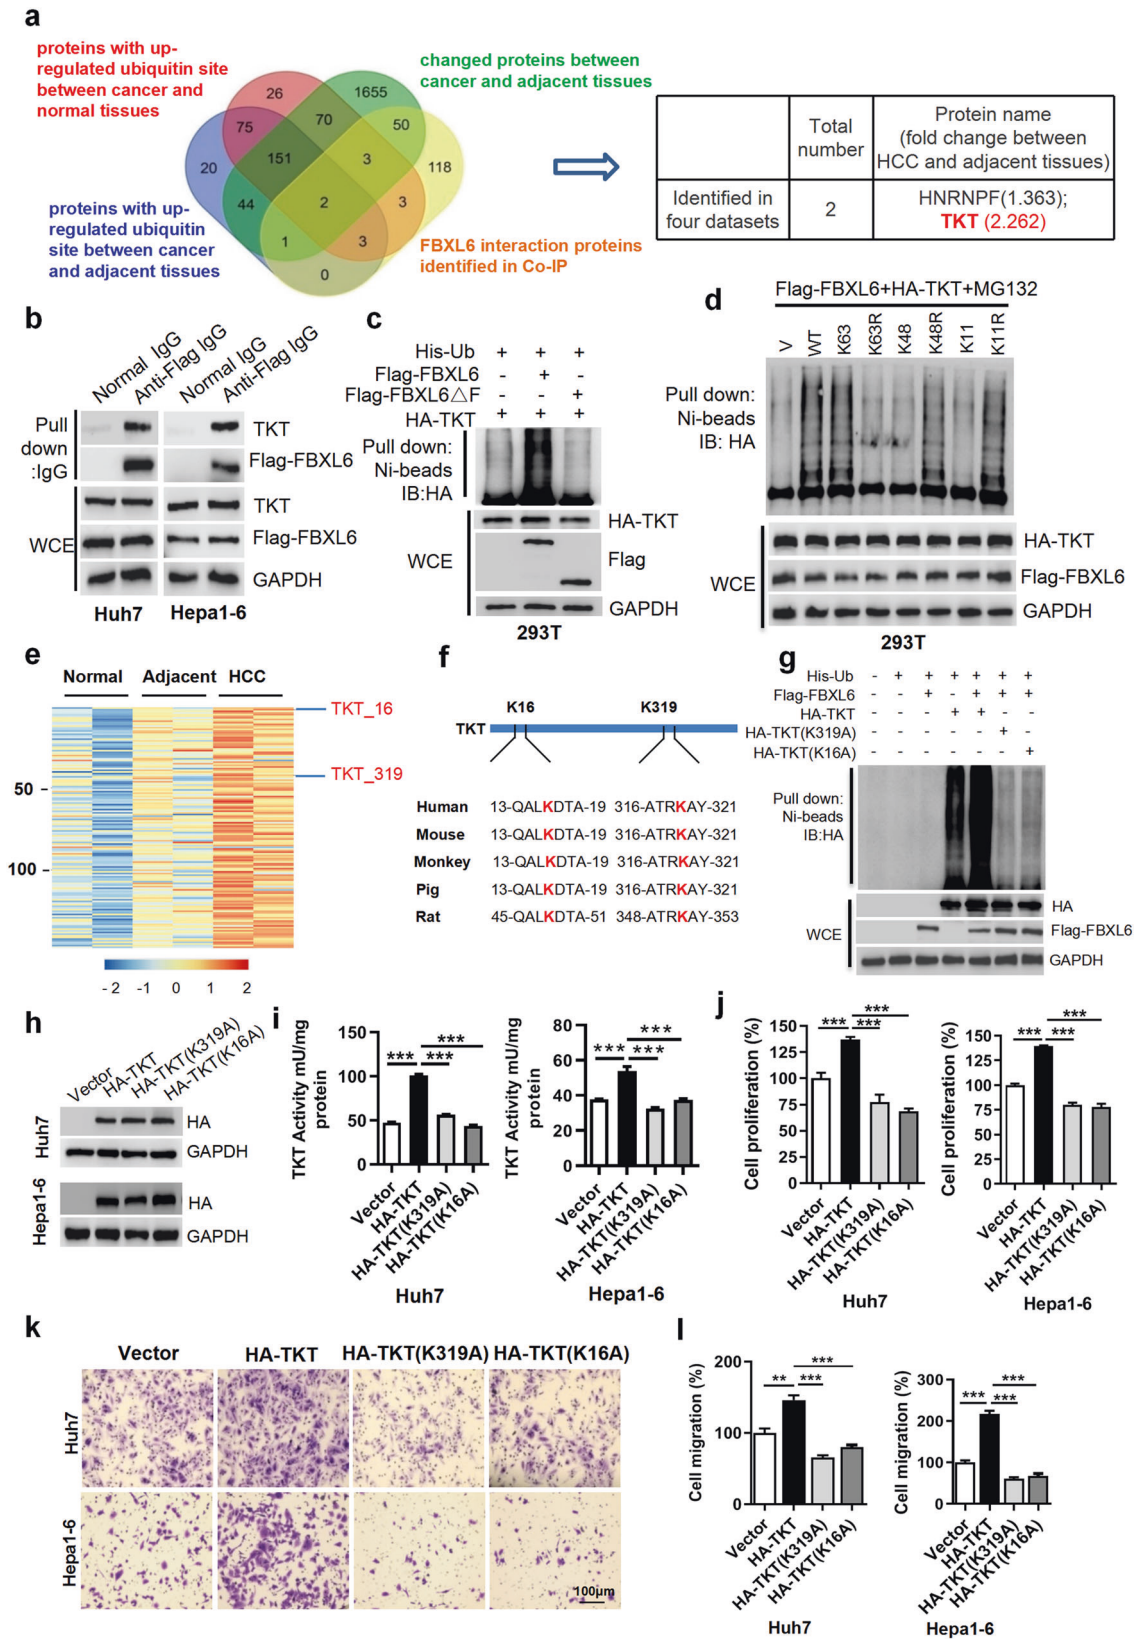 a
proteins with up-
regulated ubiquitin site
between cancer and
normal tissues
changed proteins between
cancer and adjacent tissues
proteins with up-
regulated ubiquitin
site between cancer
and adjacent tissues
FBXL6 interaction proteins
identified in Co-IP
26
1655
75
70
50
20
151
3
118
44
2
3
1
3
0
Total
number
Protein name
(fold change between
HCC and adjacent tissues)
Identified in
four datasets
2
HNRNPF(1.363);
TKT (2.262)
b
Normal IgG
Anti-Flag IgG
Normal IgG
Anti-Flag IgG
Pull
down
:IgG
TKT
Flag-FBXL6
WCE
TKT
Flag-FBXL6
GAPDH
Huh7
Hepa1-6
c
His-Ub + + +
Flag-FBXL6 - + -
Flag-FBXL6△F - - +
HA-TKT + + +
Pull down:
Ni-beads
IB:HA
WCE
HA-TKT
Flag
GAPDH
293T
d
Flag-FBXL6+HA-TKT+MG132
V
WT
K63
K63R
K48
K48R
K11
K11R
Pull down:
Ni-beads
IB: HA
WCE
HA-TKT
Flag-FBXL6
GAPDH
293T
e
Normal Adjacent HCC
TKT_16
TKT_319
50
100
-2 -1 0 1 2
f
K16 K319
TKT
Human 13-QALKDTA-19 316-ATRKAY-321
Mouse 13-QALKDTA-19 316-ATRKAY-321
Monkey 13-QALKDTA-19 316-ATRKAY-321
Pig 13-QALKDTA-19 316-ATRKAY-321
Rat 45-QALKDTA-51 348-ATRKAY-353
g
His-Ub - + + + + + +
Flag-FBXL6 - - + - + + +
HA-TKT - - - + + - -
HA-TKT(K319A) - - - - - + -
HA-TKT(K16A) - - - - - - +
Pull down:
Ni-beads
IB:HA
WCE
HA
Flag-FBXL6
GAPDH
h
Vector
HA-TKT
HA-TKT(K319A)
HA-TKT(K16A)
Huh7
HA
GAPDH
Hepa1-6
HA
GAPDH
i
TKT Activity mU/mg
protein
150
100
50
0
***
***
***
Vector
HA-TKT
HA-TKT(K319A)
HA-TKT(K16A)
Huh7
TKT Activity mU/mg
protein
80
60
40
20
0
***
***
***
Vector
HA-TKT
HA-TKT(K319A)
HA-TKT(K16A)
Hepa1-6
j
Cell proliferation (%)
150
125
100
75
50
25
0
***
***
***
Vector
HA-TKT
HA-TKT(K319A)
HA-TKT(K16A)
Huh7
Cell proliferation (%)
150
125
100
75
50
25
0
***
***
***
Vector
HA-TKT
HA-TKT(K319A)
HA-TKT(K16A)
Hepa1-6
k
Vector HA-TKT HA-TKT(K319A) HA-TKT(K16A)
Huh7
Hepa1-6
100μm
l
Cell migration (%)
200
100
0
***
** ***
Vector
HA-TKT
HA-TKT(K319A)
HA-TKT(K16A)
Huh7
Cell migration (%)
300
200
100
0
***
*** ***
Vector
HA-TKT
HA-TKT(K319A)
HA-TKT(K16A)
Hepa1-6